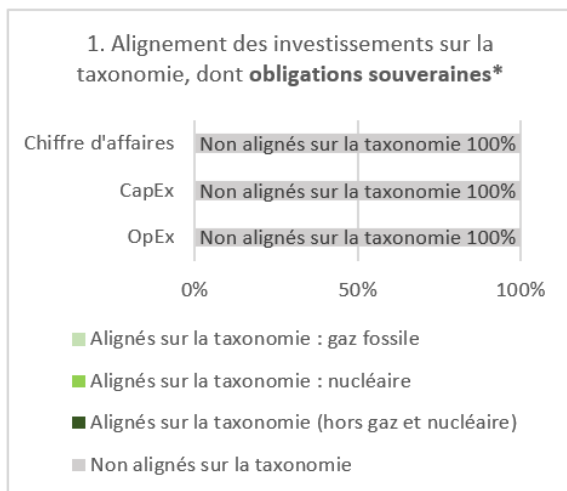 1. Alignement des investissements sur la
taxonomie, dont obligations souveraines*
Chiffre d'affaires
Non alignés sur la taxonomie 100%
CapEx
Non alignés sur la taxonomie 100%
OpEx
Non alignés sur la taxonomie 100%
0%
50%
100%
Alignés sur la taxonomie : gaz fossile
Alignés sur la taxonomie : nucléaire
Alignés sur la taxonomie (hors gaz et nucléaire)
Non alignés sur la taxonomie